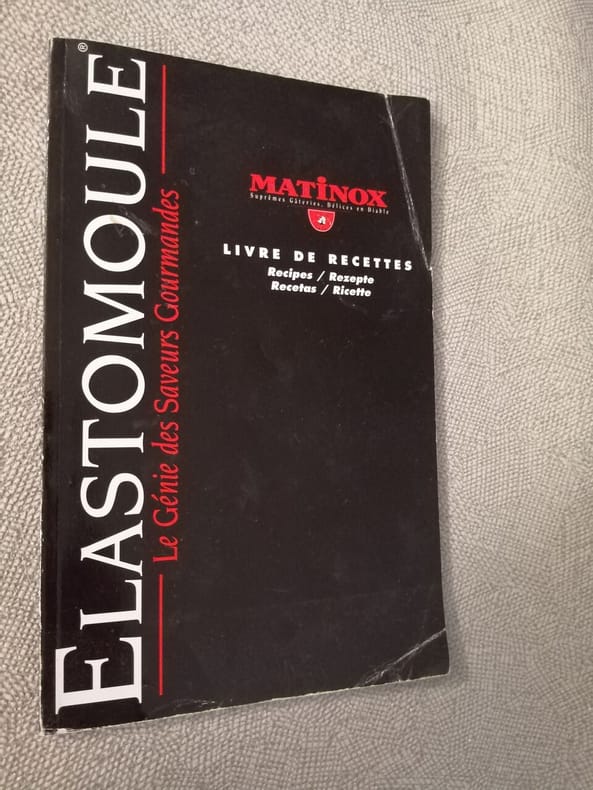 ELASTOMOULE®
Le Génie des Saveurs Gourmandes
MATiNOX
Suprêmes Gâteries, Délices en Diable
LIVRE DE RECETTES
Recipes / Rezepte
Recetas / Ricette